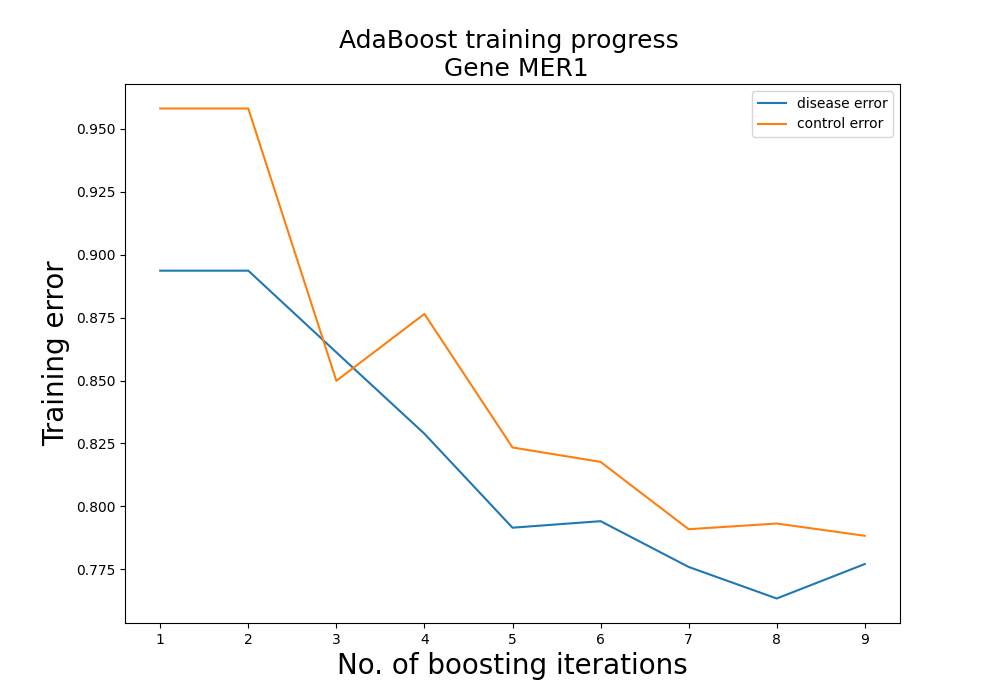 AdaBoost training progress
Gene MER1
disease error
control error
Training error
0.950
0.925
0.900
0.875
0.850
0.825
0.800
0.775
1 2 3 4 5 6 7 8 9
No. of boosting iterations